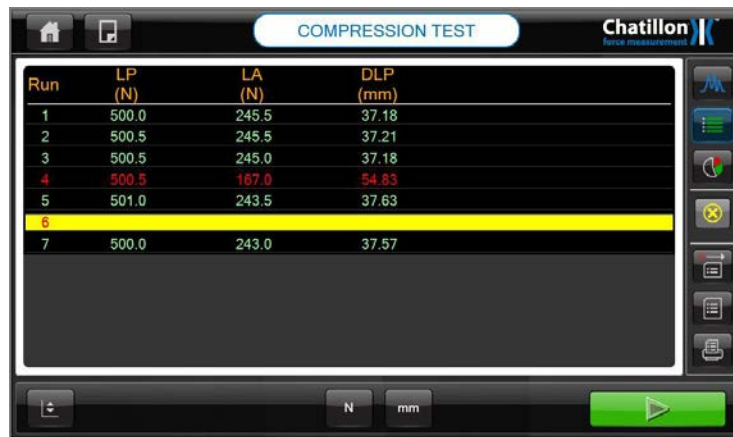 COMPRESSION TEST
Chatillon
force measurement
Run LP (N) LA (N) DLP (mm)
1 500.0 245.5 37.18
2 500.5 245.5 37.21
3 500.5 245.0 37.18
4 500.5 167.0 54.83
5 501.0 243.5 37.63
6
7 500.0 243.0 37.57
N mm